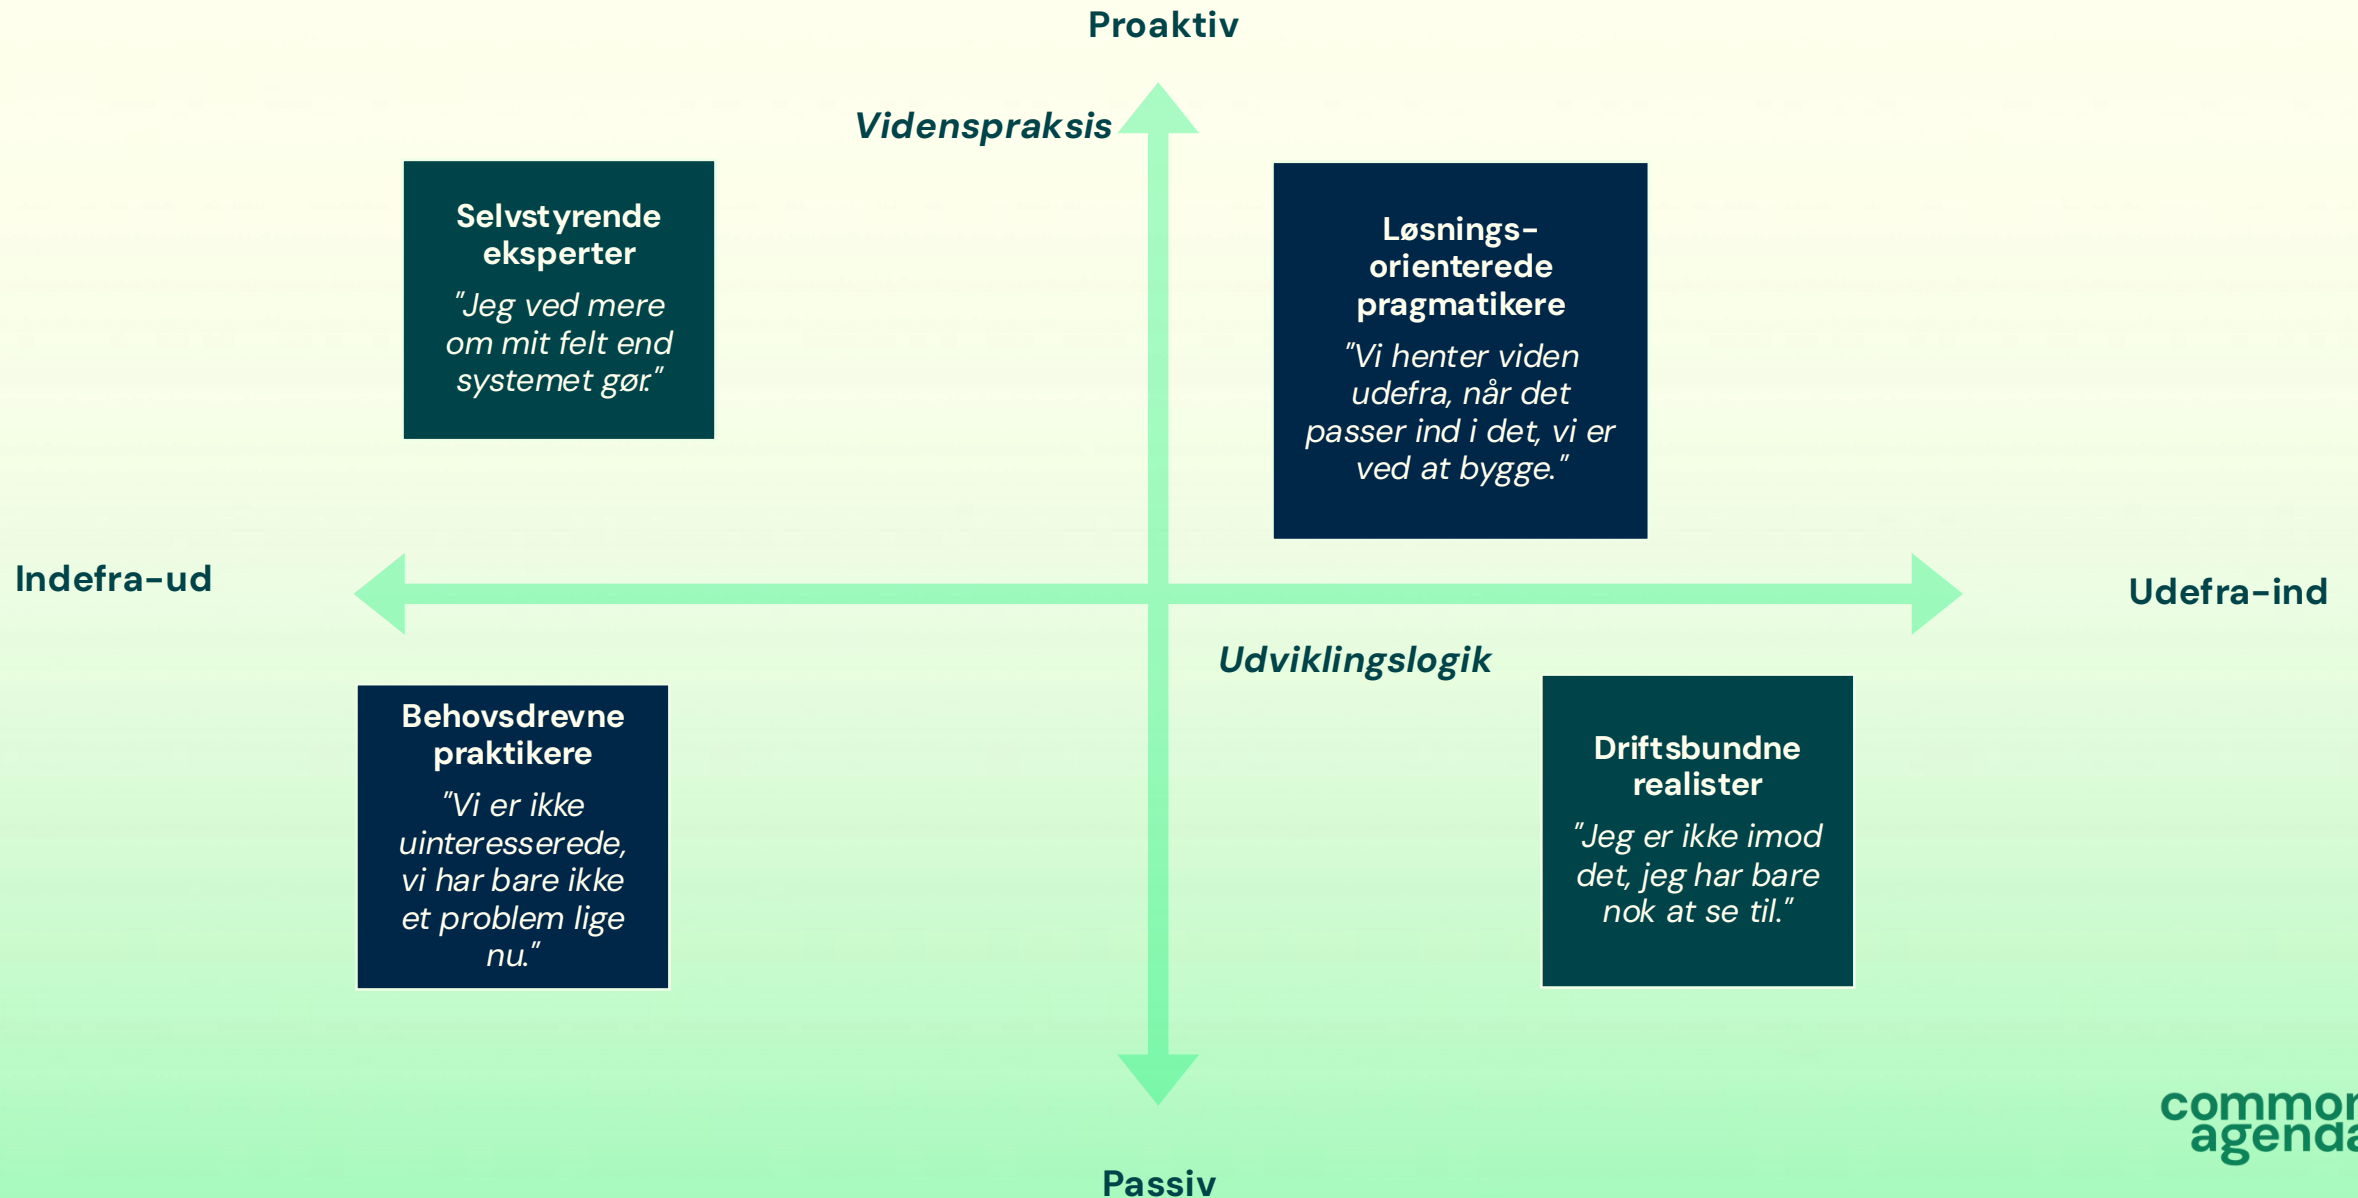 Proaktiv
Videnspraksis
Selvstyrende
eksperter
"Jeg ved mere
om mit felt end
systemet gør."
Løsnings-
orienterede
pragmatikere
"Vi henter viden
udefra, når det
passer ind i det, vi er
ved at bygge."
Indefra-ud
Udefra-ind
Udviklingslogik
Behovsdrevne
praktikere
"Vi er ikke
uinteresserede,
vi har bare ikke
et problem lige
nu."
Driftsbundne
realister
"Jeg er ikke imod
det, jeg har bare
nok at se til."
common
agenda
Passiv